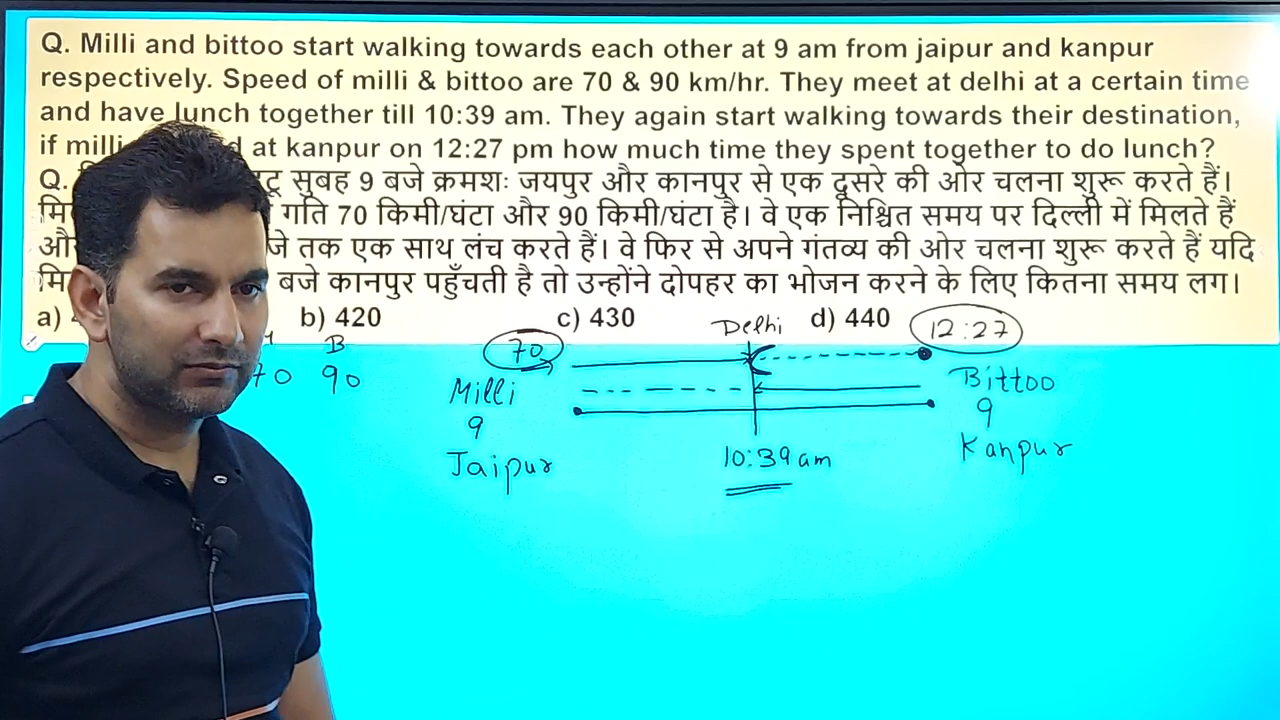 Q. Milli and bittoo start walking towards each other at 9 am from jaipur and kanpur
respectively. Speed of milli & bittoo are 70 & 90 km/hr. They meet at delhi at a certain time
and have lunch together till 10:39 am. They again start walking towards their destination,
if milli at kanpur on 12:27 pm how much time they spent together to do lunch?
Q. सुबह 9 बजे क्रमशः जयपुर और कानपुर से एक दूसरे की ओर चलना शुरू करते हैं।
गति 70 किमी/घंटा और 90 किमी/घंटा है। वे एक निश्चित समय पर दिल्ली में मिलते हैं
तक एक साथ लंच करते हैं। वे फिर से अपने गंतव्य की ओर चलना शुरू करते हैं यदि
बजे कानपुर पहुँचती है तो उन्होंने दोपहर का भोजन करने के लिए कितना समय लग।
a) b) 420 c) 430 d) 440
Delhi 12:27
B
70 90
70
Milli
9
Jaipur
10:39 am
Bittoo
9
Kanpur